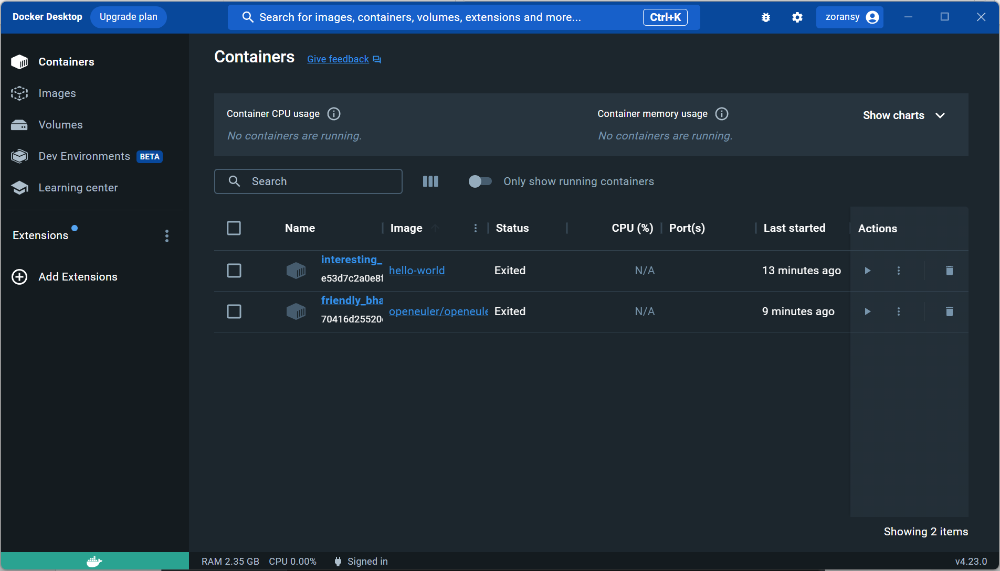 Docker Desktop Upgrade plan Search for images, containers, volumes, extensions and more... Ctrl+K zoransy
Containers
Images
Volumes
Dev Environments BETA
Learning center
Extensions
Add Extensions
Containers Give feedback
Container CPU usage Container memory usage Show charts
No containers are running. No containers are running.
Search Only show running containers
Name Image Status CPU (%) Port(s) Last started Actions
interesting_
e53d7c2a0e8f hello-world Exited N/A 13 minutes ago
friendly_bha
70416d25520 openeuler/openeule Exited N/A 9 minutes ago
Showing 2 items
RAM 2.35 GB CPU 0.00% Signed in v4.23.0